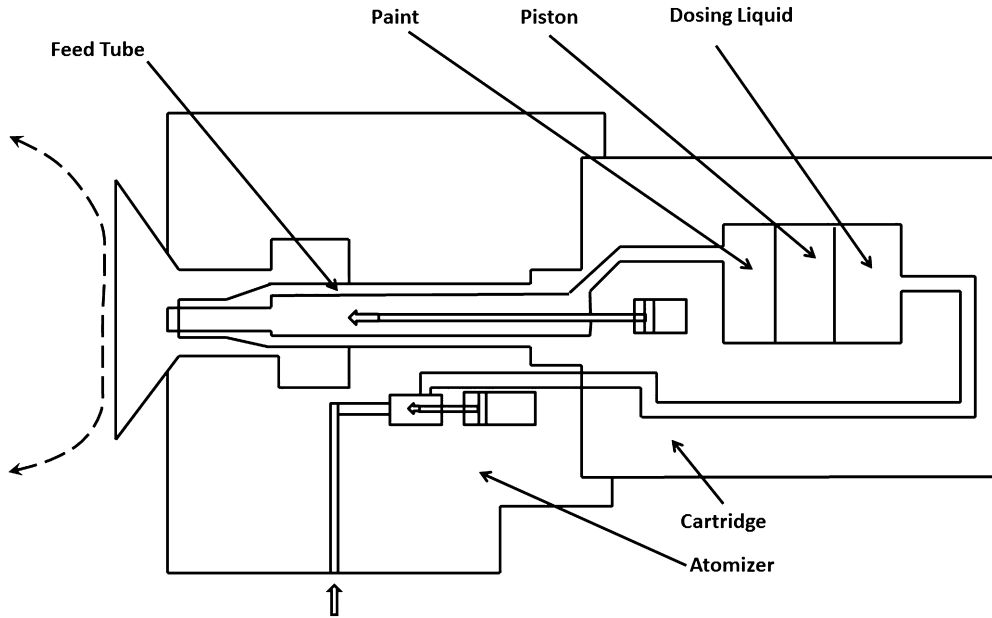 Paint
Piston
Dosing Liquid
Feed Tube
Cartridge
Atomizer